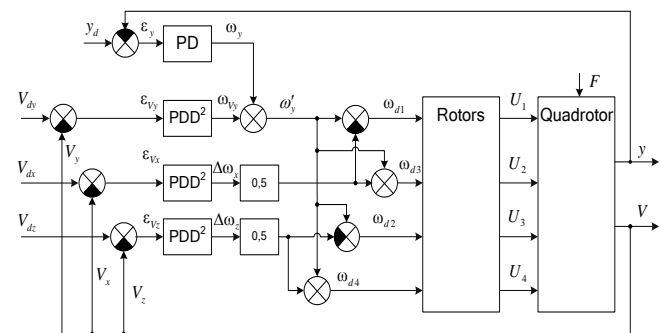 y_d ε_y PD ω_y
F
V_dy ε_Vy PDD² ω_Vy ω′_y ω_d1 Rotors U_1 Quadrotor
V_y
y
V_dx ε_Vx PDD² Δω_x 0,5 ω_d3 U_2
V_dz ε_Vz PDD² Δω_z 0,5 ω_d2 U_3 V
V_x V_z ω_d4 U_4